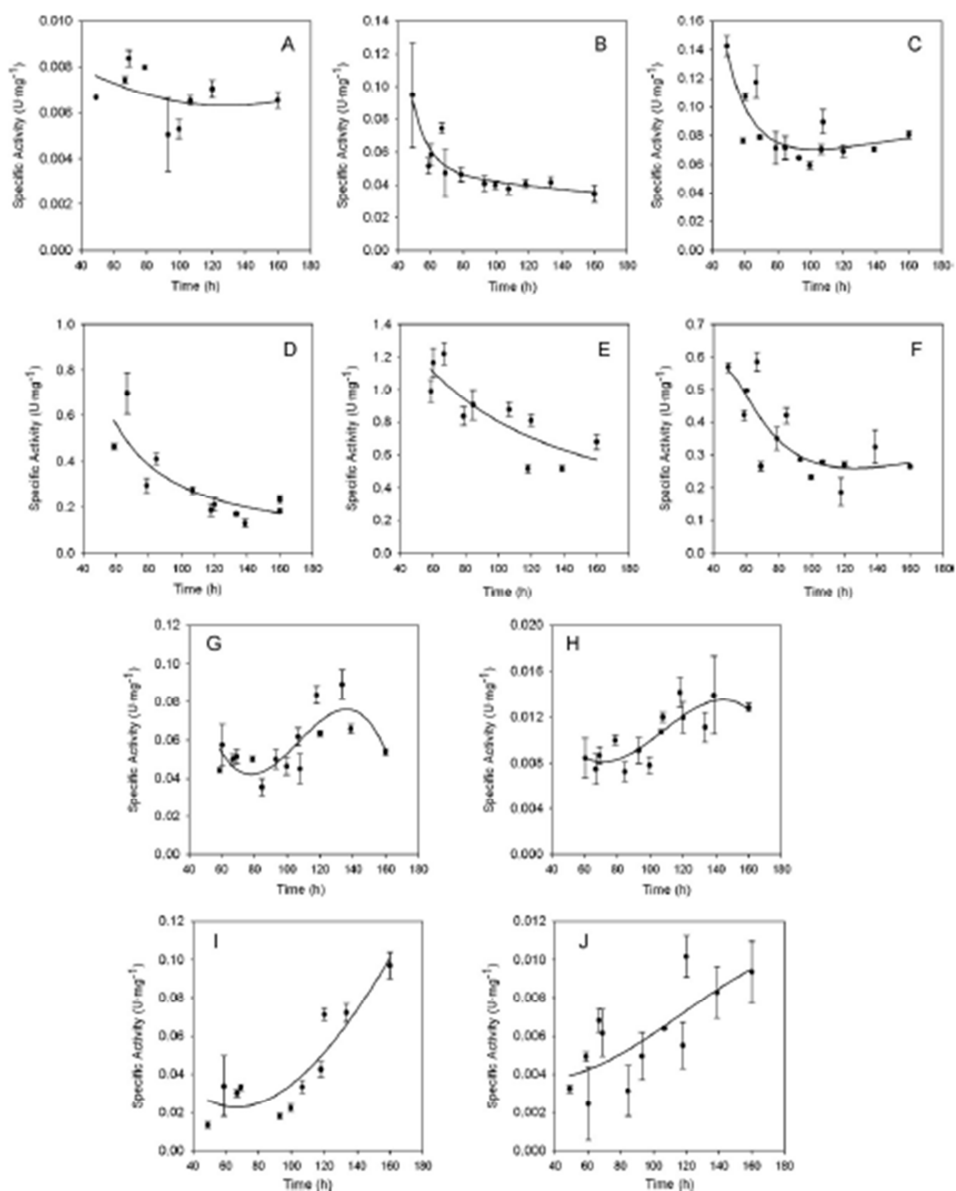 A
Specific Activity (U·mg⁻¹)
0.010
0.008
0.006
0.004
0.002
0.000
40 60 80 100 120 140 160 180
Time (h)
B
Specific Activity (U·mg⁻¹)
0.14
0.12
0.10
0.08
0.06
0.04
0.02
0.00
40 60 80 100 120 140 160 180
Time (h)
C
Specific Activity (U·mg⁻¹)
0.16
0.14
0.12
0.10
0.08
0.06
0.04
0.02
0.00
40 60 80 100 120 140 160 180
Time (h)
D
Specific Activity (U·mg⁻¹)
1.0
0.8
0.6
0.4
0.2
0.0
40 60 80 100 120 140 160 180
Time (h)
E
Specific Activity (U·mg⁻¹)
1.4
1.2
1.0
0.8
0.6
0.4
0.2
0.0
40 60 80 100 120 140 160 180
Time (h)
F
Specific Activity (U·mg⁻¹)
0.7
0.6
0.5
0.4
0.3
0.2
0.1
0.0
40 60 80 100 120 140 160 180
Time (h)
G
Specific Activity (U·mg⁻¹)
0.12
0.10
0.08
0.06
0.04
0.02
0.00
40 60 80 100 120 140 160 180
Time (h)
H
Specific Activity (U·mg⁻¹)
0.020
0.016
0.012
0.008
0.004
0.000
40 60 80 100 120 140 160 180
Time (h)
I
Specific Activity (U·mg⁻¹)
0.12
0.10
0.08
0.06
0.04
0.02
0.00
40 60 80 100 120 140 160 180
Time (h)
J
Specific Activity (U·mg⁻¹)
0.12
0.010
0.008
0.006
0.004
0.002
0.000
40 60 80 100 120 140 160 180
Time (h)